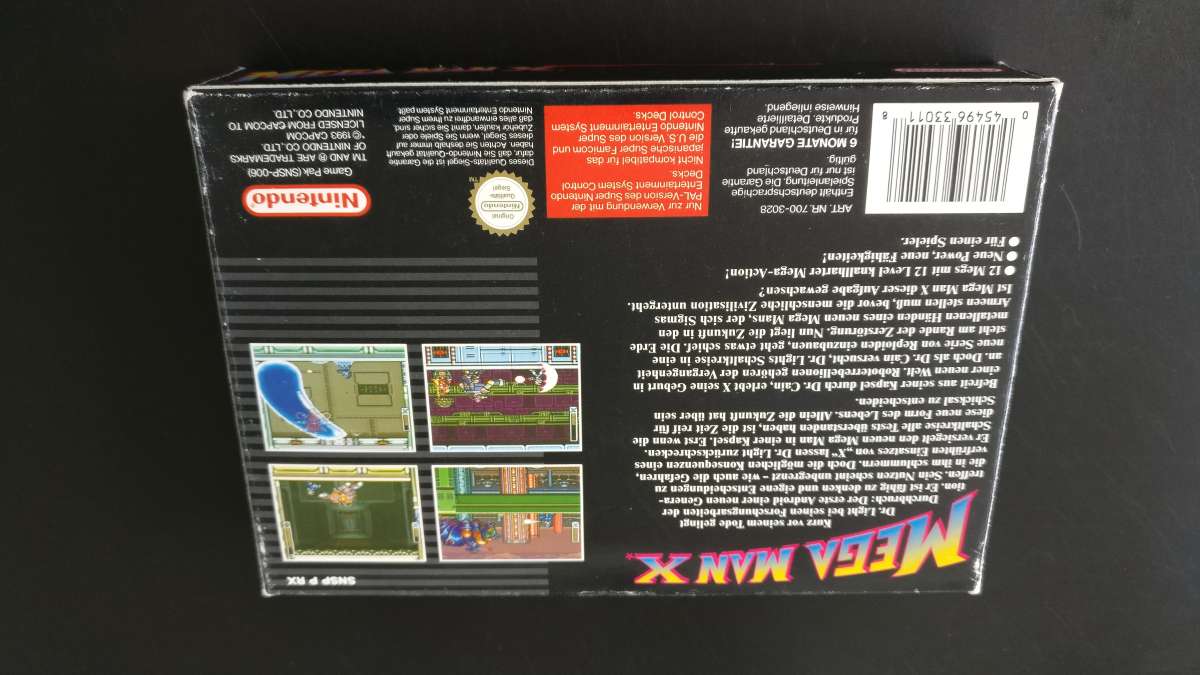 MEGA MAN X™
SNSP P RX
Kurz vor seinem Tode gelingt
Dr. Light bei seinen Forschungsarbeiten der
Durchbruch: Der erste Android einer neuen Genera-
tion. Er ist fähig zu denken und eigene Entscheidungen zu
treffen. Sein Nutzen scheint unbegrenzt – wie auch die Gefahren,
die in ihm schlummern. Doch die möglichen Konsequenzen eines
verfrühten Einsatzes von „X“ lassen Dr. Light zurückschrecken.
Er versiegelt den neuen Mega Man in einer Kapsel. Erst wenn die
Schaltkreise alle Tests überstanden haben, ist die Zeit reif für
diese neue Form des Lebens. Allein die Zukunft hat über sein
Schicksal zu entscheiden.
Befreit aus seiner Kapsel durch Dr. Cain, erlebt X seine Geburt in
einer neuen Welt. Roboterrebellionen gehören der Vergangenheit
an. Doch als Dr. Cain versucht, Dr. Lights Schaltkreise in eine
neue Serie von Reploiden einzubauen, geht etwas schief. Die Erde
steht am Rande der Zerstörung. Nun liegt die Zukunft in den
metallenen Händen eines neuen Mega Mans, der sich Sigmas
Armeen stellen muß, bevor die menschliche Zivilisation untergeht.
Ist Mega Man X dieser Aufgabe gewachsen?
● 12 Megs mit 12 Level knallharter Mega-Action!
● Neue Power, neue Fähigkeiten!
● Für einen Spieler.
0 45496 33011 8
ART. NR. 700-3028
Enthält deutschsprachige
Spielanleitung. Die Garantie
ist nur für Deutschland
gültig.
6 MONATE GARANTIE!
für in Deutschland gekaufte
Produkte. Detaillierte
Hinweise inliegend.
Nur zur Verwendung mit der
PAL-Version des Super Nintendo
Entertainment System Control
Decks.
Nicht kompatibel für das
japanische Super Famicom und
die U.S. Version des Super
Nintendo Entertainment System
Control Decks.
Original
Nintendo
Qualitäts-
Siegel
TM
Dieses Qualitäts-Siegel ist die Garantie
dafür, daß Sie Nintendo-Qualität gekauft
haben. Achten Sie deshalb immer auf
dieses Siegel, wenn Sie Spiele oder
Zubehör kaufen, damit Sie sicher sind,
daß alles einwandfrei zu Ihrem Super
Nintendo Entertainment System paßt.
Nintendo®
Game Pak (SNSP-006)
TM AND ® ARE TRADEMARKS
OF NINTENDO CO., LTD.
©1993 CAPCOM
LICENSED FROM CAPCOM TO
NINTENDO CO., LTD.
Nintendo
MEGA MAN X